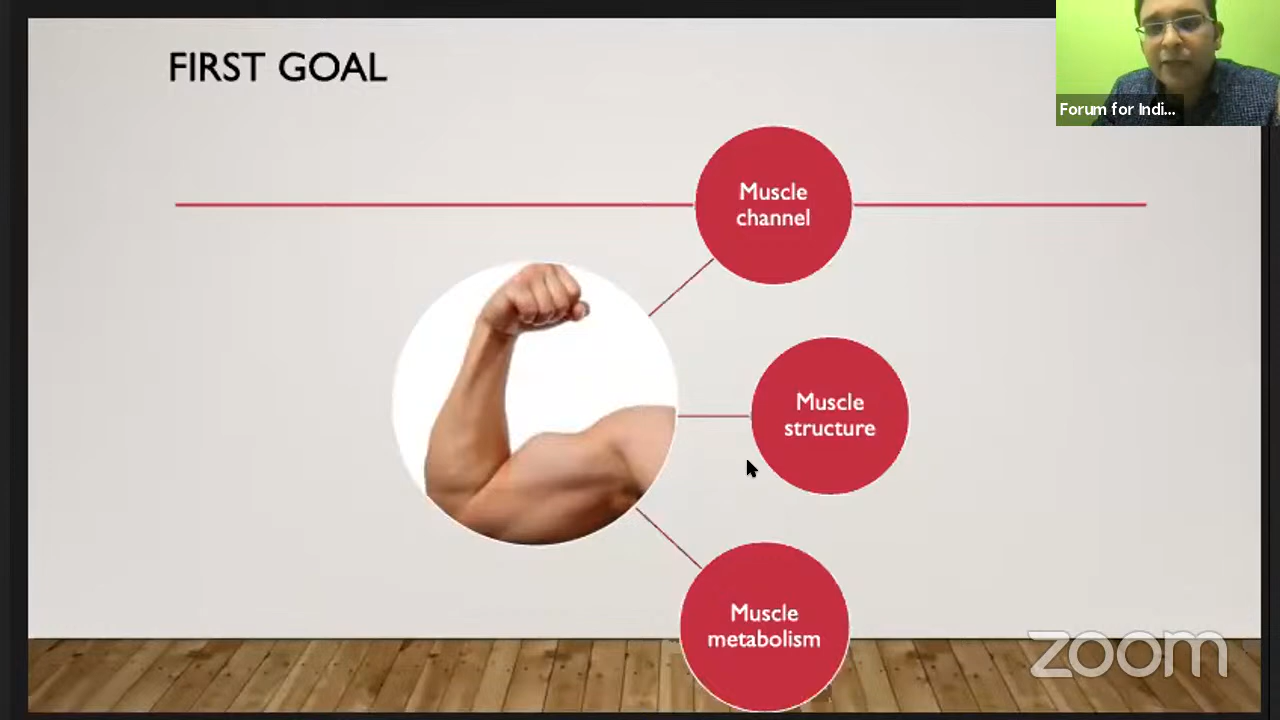 FIRST GOAL
Forum for Indi...
Muscle
channel
Muscle
structure
Muscle
metabolism
zoom